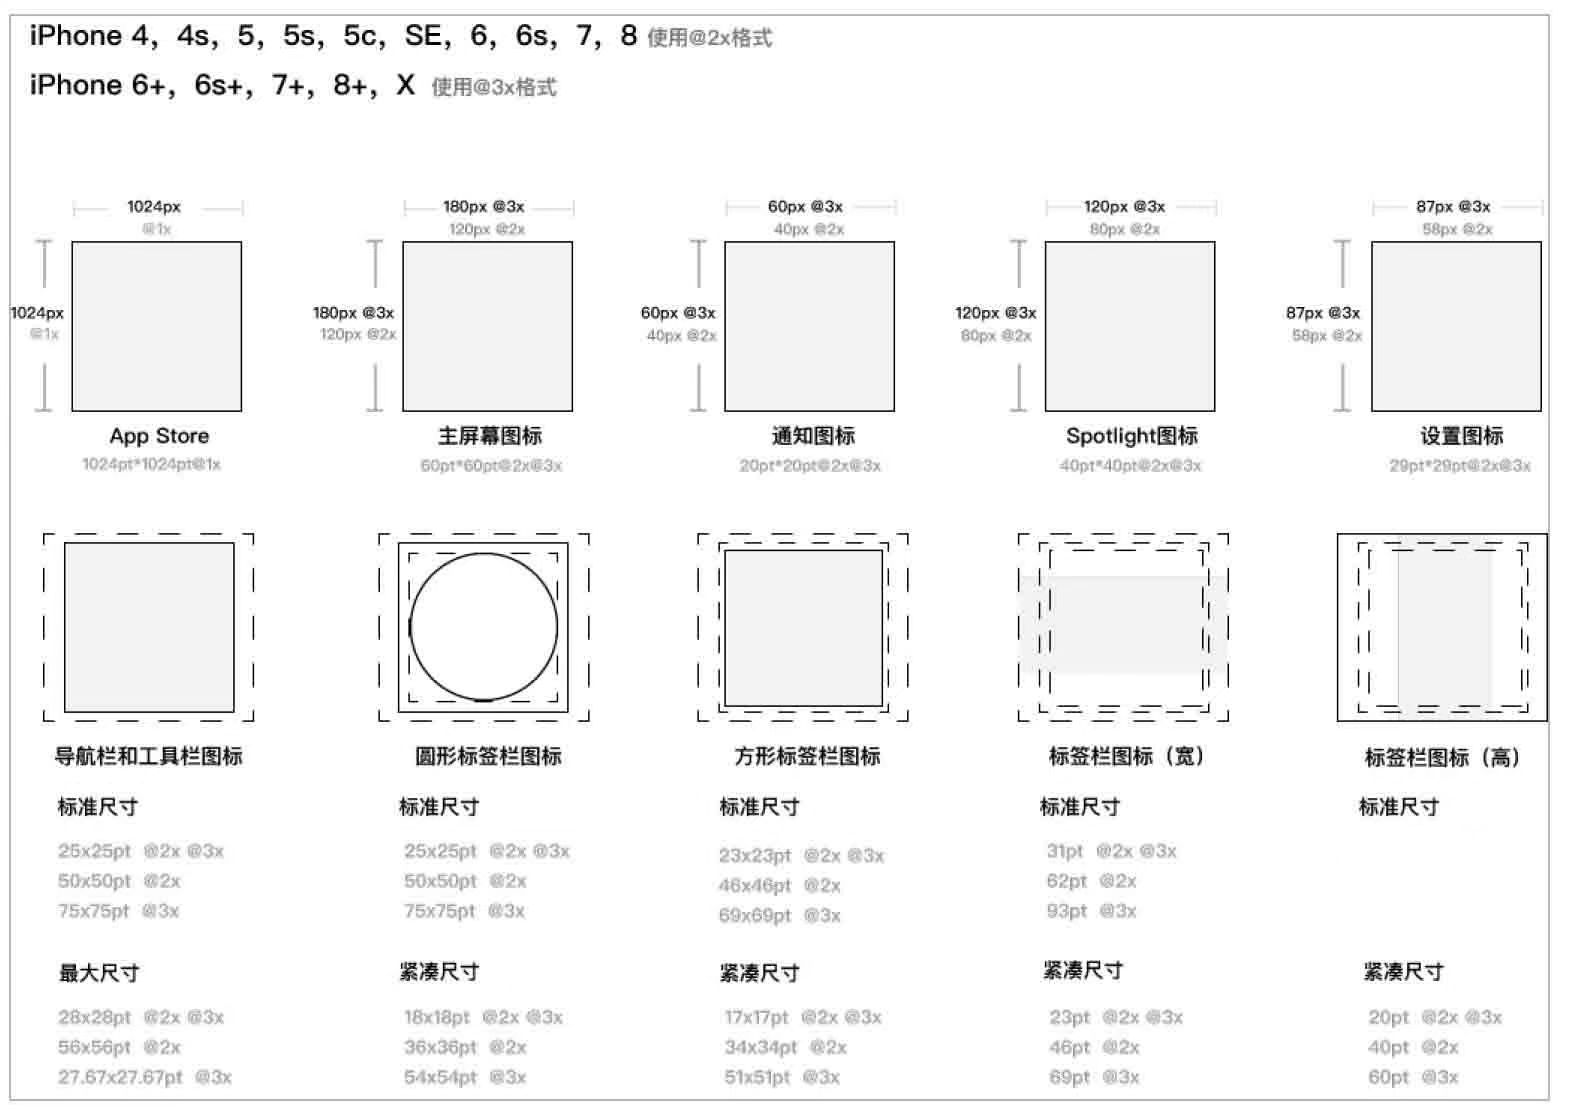 iPhone 4，4s，5，5s，5c，SE，6，6s，7，8 使用@2x格式
iPhone 6+，6s+，7+，8+，X 使用@3x格式
1024px
@1x
180px @3x
120px @2x
60px @3x
40px @2x
120px @3x
80px @2x
87px @3x
58px @2x
1024px
@1x
180px @3x
120px @2x
60px @3x
40px @2x
120px @3x
80px @2x
87px @3x
58px @2x
App Store
主屏幕图标
通知图标
Spotlight图标
设置图标
1024pt*1024pt@1x
60pt*60pt@2x@3x
20pt*20pt@2x@3x
40pt*40pt@2x@3x
29pt*29pt@2x@3x
导航栏和工具栏图标
标准尺寸
25x25pt @2x @3x
50x50pt @2x
75x75pt @3x
最大尺寸
28x28pt @2x @3x
56x56pt @2x
27.67x27.67pt @3x
圆形标签栏图标
标准尺寸
25x25pt @2x @3x
50x50pt @2x
75x75pt @3x
紧凑尺寸
18x18pt @2x @3x
36x36pt @2x
54x54pt @3x
方形标签栏图标
标准尺寸
23x23pt @2x @3x
46x46pt @2x
69x69pt @3x
紧凑尺寸
17x17pt @2x @3x
34x34pt @2x
51x51pt @3x
标签栏图标（宽）
标准尺寸
31pt @2x @3x
62pt @2x
93pt @3x
紧凑尺寸
23pt @2x @3x
46pt @2x
69pt @3x
标签栏图标（高）
标准尺寸
紧凑尺寸
20pt @2x @3x
40pt @2x
60pt @3x